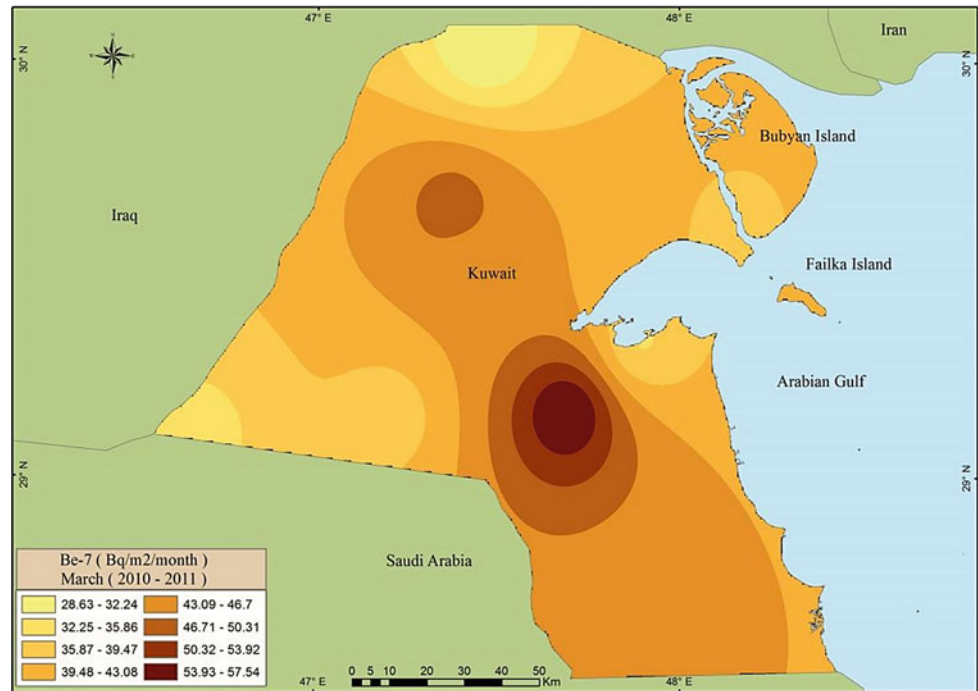 47° E
48° E
30° N
30° N
Iran
Bubyan Island
Iraq
Failka Island
Kuwait
Arabian Gulf
29° N
29° N
Saudi Arabia
Be-7 ( Bq/m2/month )
March ( 2010 - 2011 )
28.63 - 32.24
43.09 - 46.7
32.25 - 35.86
46.71 - 50.31
35.87 - 39.47
50.32 - 53.92
39.48 - 43.08
53.93 - 57.54
0 5 10 20 30 40 50
Km
47° E
48° E